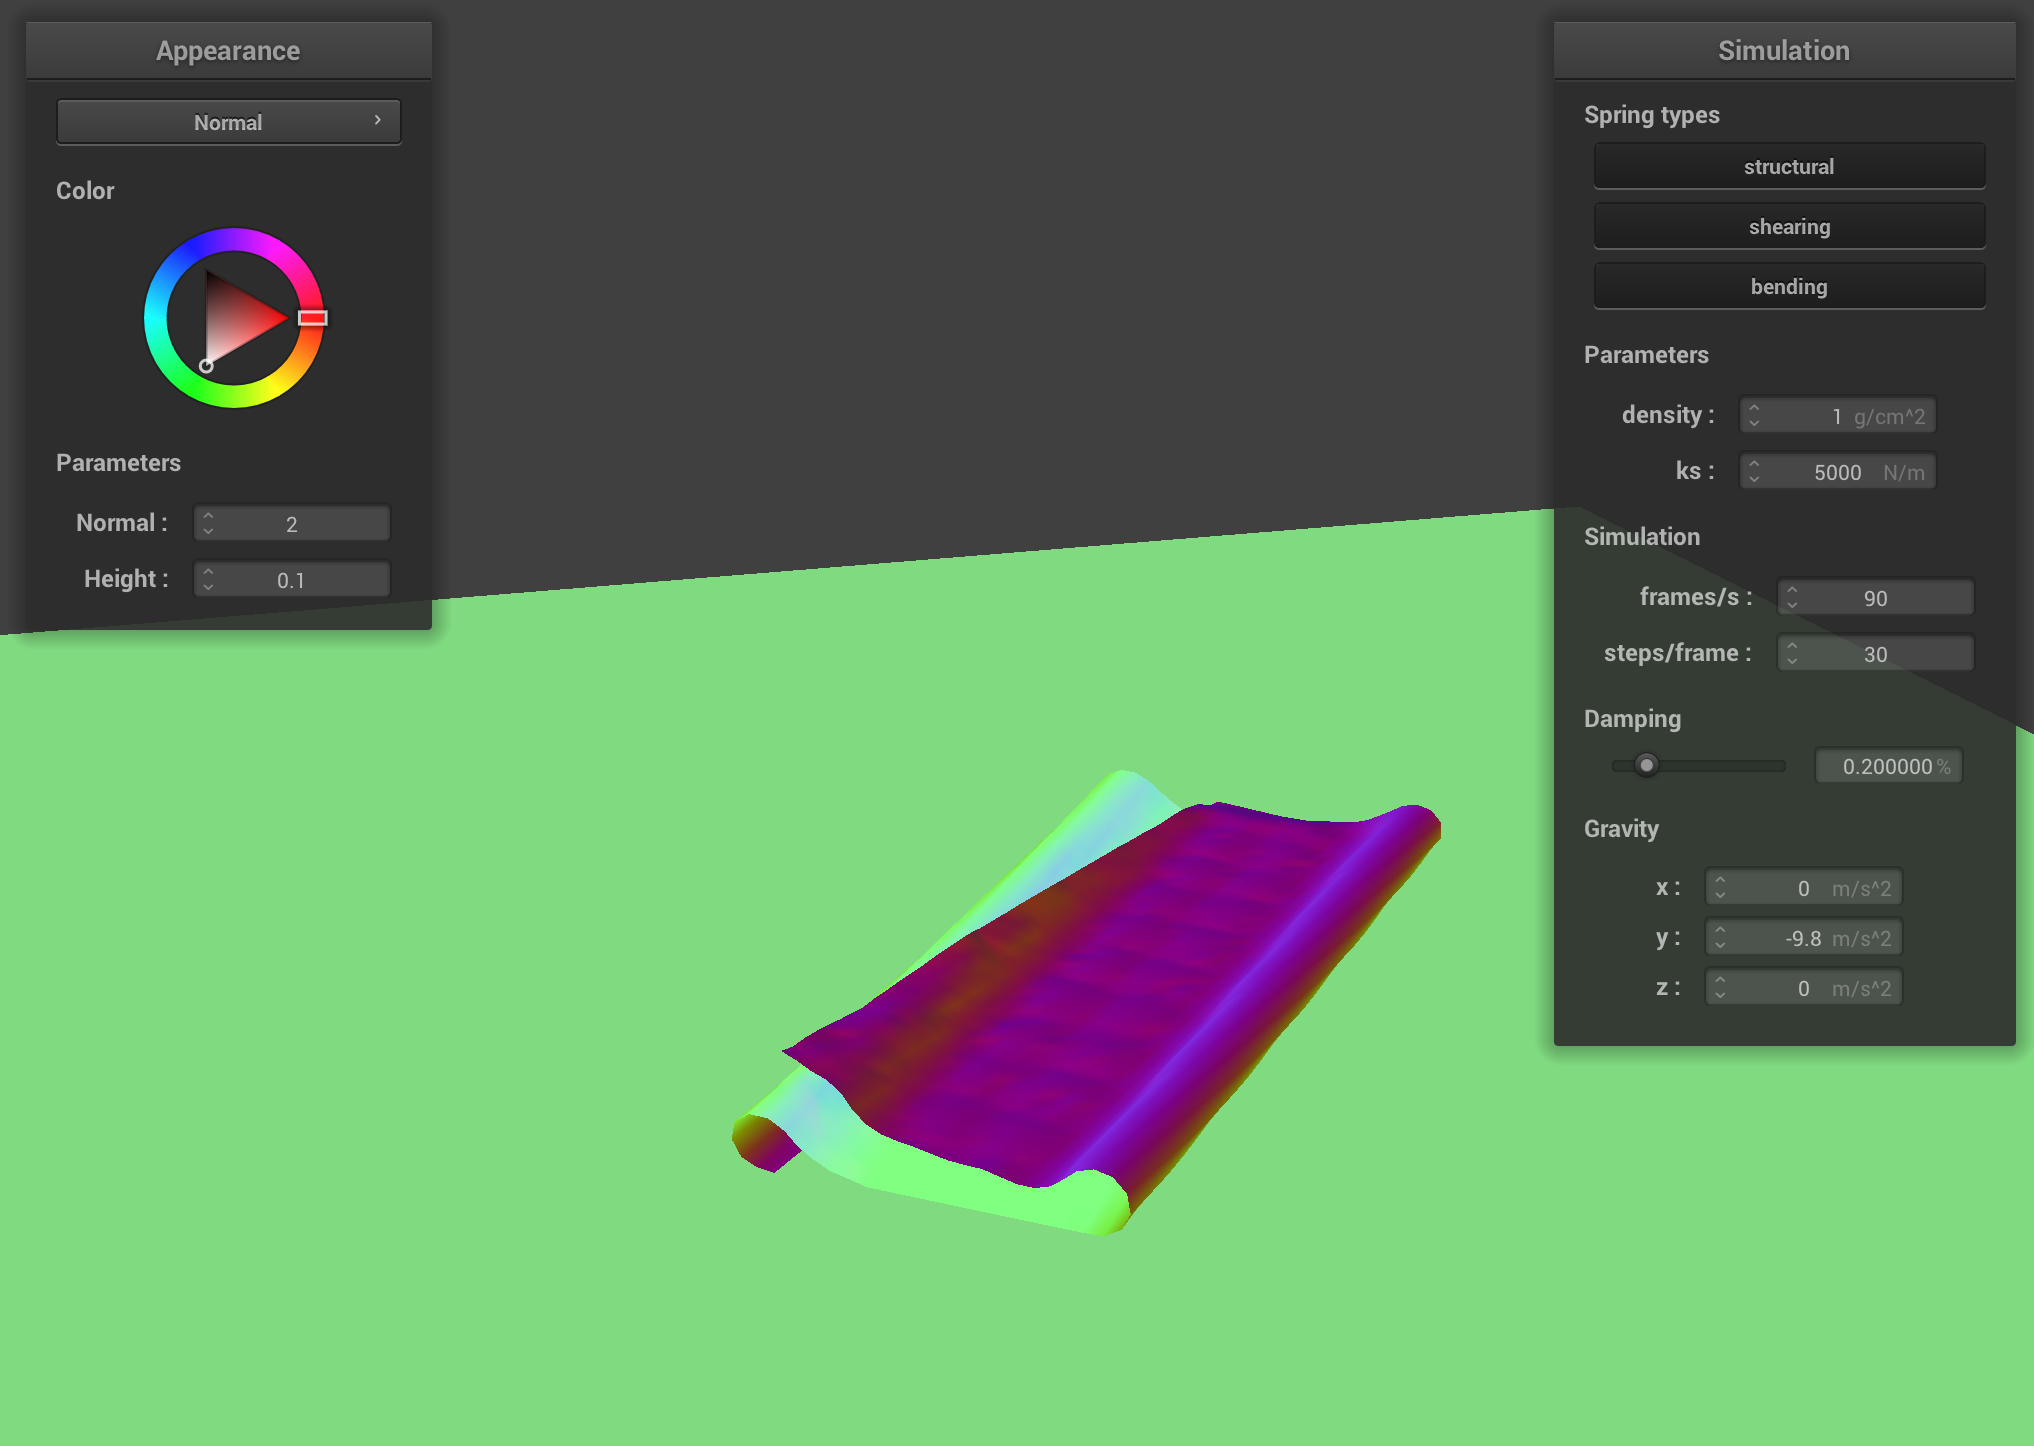 Appearance
Normal
Color
Parameters
Normal : 2
Height : 0.1
Simulation
Spring types
structural
shearing
bending
Parameters
density : 1 g/cm^2
ks : 5000 N/m
Simulation
frames/s : 90
steps/frame : 30
Damping
0.200000 %
Gravity
x : 0 m/s^2
y : -9.8 m/s^2
z : 0 m/s^2